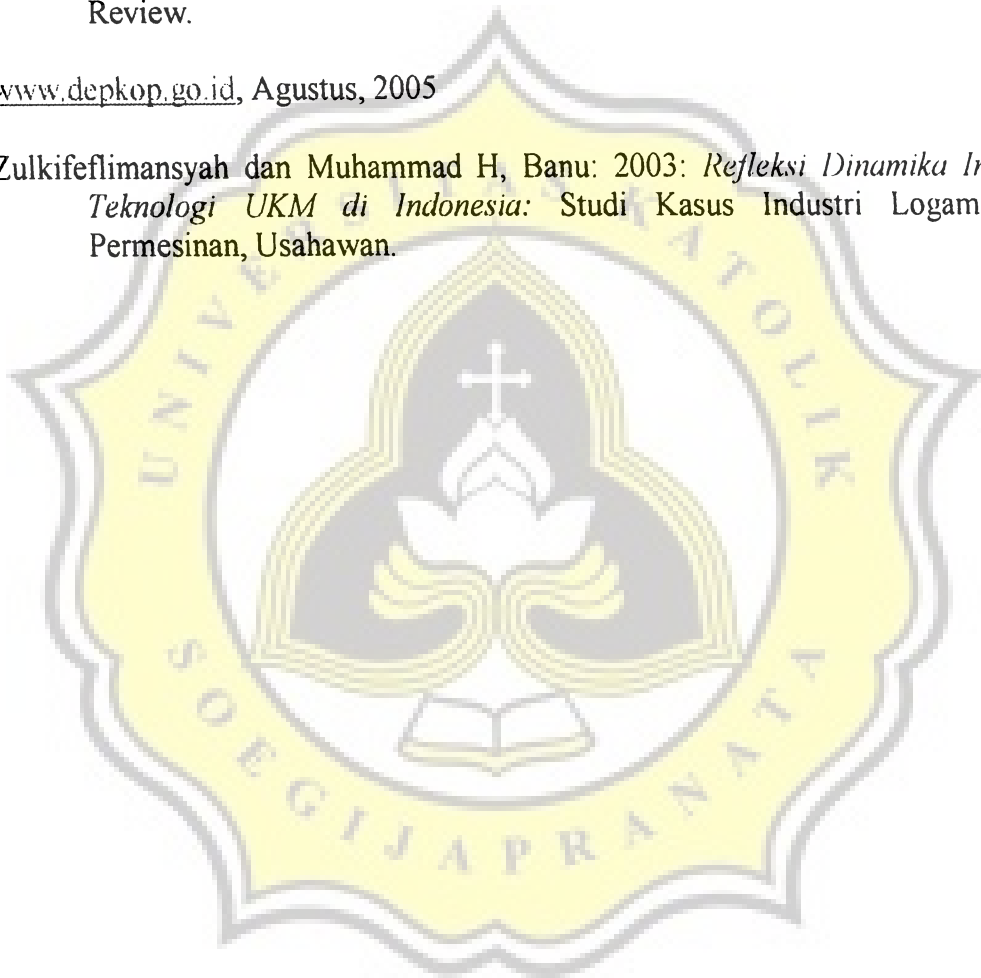 Review.
www.depkop.go.id, Agustus, 2005
Zulkifeflimansyah dan Muhammad H, Banu: 2003: Refleksi Dinamika
Teknologi UKM di Indonesia: Studi Kasus Industri Logam
Permesinan, Usahawan.
UNIVERSITAS KATOLIK
SOEGIJAPRANATA